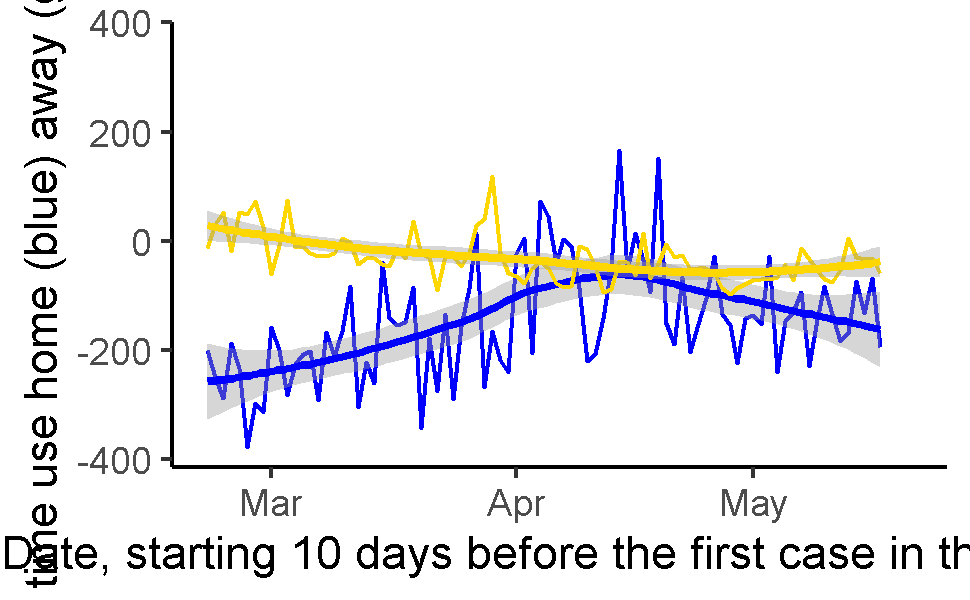 400
200
0
-200
-400
time use home (blue) away (
Mar Apr May
Date, starting 10 days before the first case in th